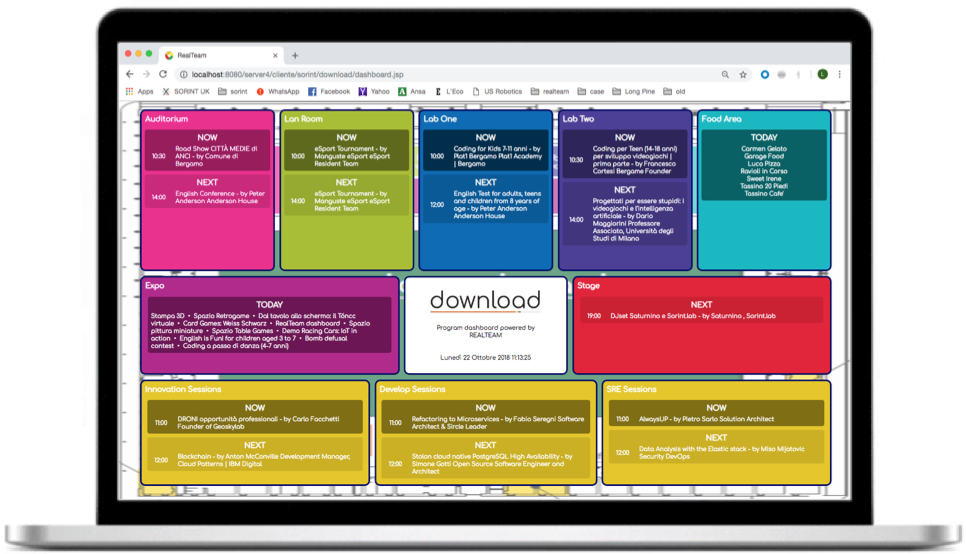 RealTeam
localhost:8080/server4/cliente/sorint/download/dashboard.jsp
L
Apps
SORINT UK
sorint
WhatsApp
Facebook
Yahoo
Ansa
L'Eco
US Robotics
realteam
case
Long Pine
old
Auditorium
NOW
10:30
Road Show CITTÀ MEDIE di
ANCI - by Comune di
Bergamo
NEXT
14:00
English Conference - by Peter
Anderson Anderson House
Lan Room
NOW
10:00
eSport Tournament - by
Manguste eSport eSport
Resident Team
NEXT
14:00
eSport Tournament - by
Manguste eSport eSport
Resident Team
Lab One
NOW
10:00
Coding for Kids 7-11 anni - by
Plat1 Bergamo Plat1 Academy
| Bergamo
NEXT
12:00
English Test for adults, teens
and children from 8 years of
age - by Peter Anderson
Anderson House
Lab Two
NOW
10:30
Coding per Teen (14-18 anni)
per sviluppo videogiochi |
prima parte - by Francesco
Cortesi Bergame Founder
NEXT
14:00
Progettati per essere stupidi: i
videogiochi e l'intelligenza
artificiale - by Dario
Maggiorini Professore
Associato, Università degli
Studi di Milano
Food Area
TODAY
Carmen Gelato
Garage Food
Luca Pizza
Ravioli in Corso
Sweet Irene
Tassino 20 Piedi
Tassino Cafe'
Expo
TODAY
Stampa 3D • Spazio Retrogame • Dal tavolo allo schermo: il Töncc
virtuale • Card Games: Weiss Schwarz • RealTeam dashboard • Spazio
pittura miniature • Spazio Table Games • Demo Racing Cars: IoT in
action • English is Fun! for children aged 3 to 7 • Bomb defusal
contest • Coding a passo di danza (4-7 anni)
download
Program dashboard powered by
REALTEAM
Lunedì 22 Ottobre 2018 11:13:25
Stage
NEXT
19:00
DJset Saturnino e SorintLab - by Saturnino , SorintLab
Innovation Sessions
NOW
11:00
DRONI opportunità professionali - by Carlo Facchetti
Founder of Geoskylab
NEXT
12:00
Blockchain - by Anton McConville Development Manager,
Cloud Patterns | IBM Digital
Develop Sessions
NOW
11:00
Refactoring to Microservices - by Fabio Seregni Software
Architect & Sircle Leader
NEXT
12:00
Stolon cloud native PostgreSQL High Availability - by
Simone Gotti Open Source Software Engineer and
Architect
SRE Sessions
NOW
11:00
AlwaysUP - by Pietro Sarlo Solution Architect
NEXT
12:00
Data Analysis with the Elastic stack - by Misa Mijatovic
Security DevOps